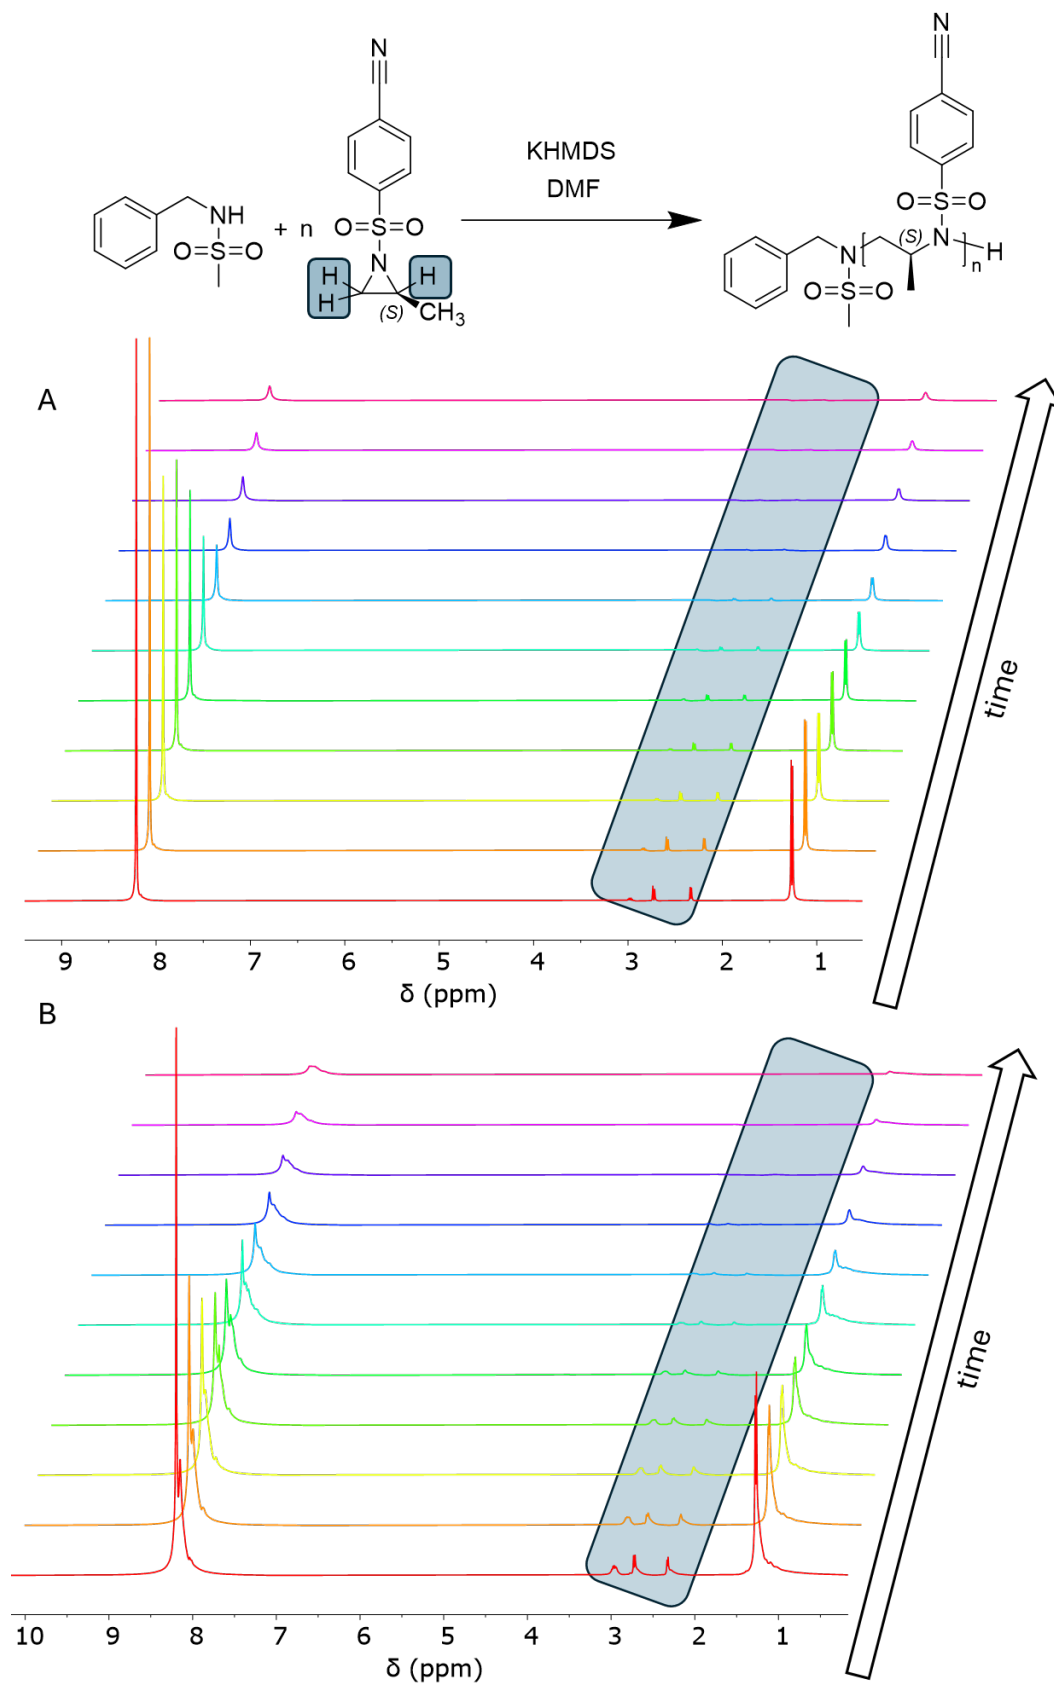 N
N
O=S=O
O=S=O
NH
O=S=O
+ n
N
H
H
H
(S)
CH3
KHMDS
DMF
N
(S)
N
H
n
S=O
O
A
time
9 8 7 6 5 4 3 2 1
δ (ppm)
B
time
10 9 8 7 6 5 4 3 2 1
δ (ppm)